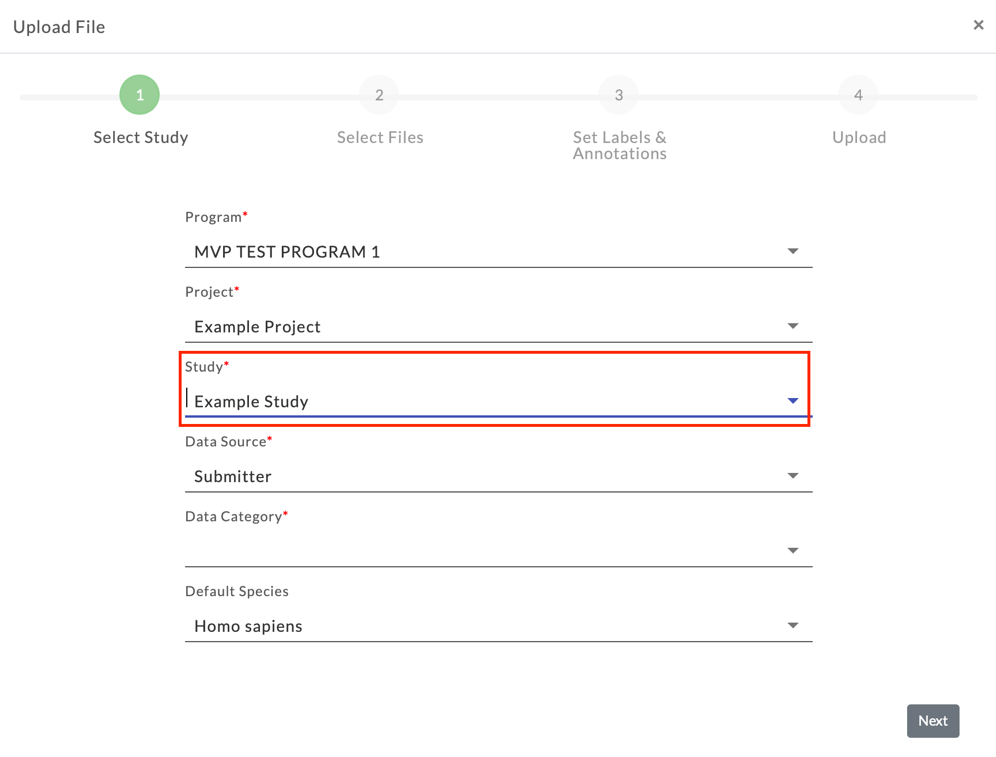 Upload File
×
1
2
3
4
Select Study
Select Files
Set Labels &
Annotations
Upload
Program*
MVP TEST PROGRAM 1
Project*
Example Project
Study*
Example Study
Data Source*
Submitter
Data Category*
Default Species
Homo sapiens
Next